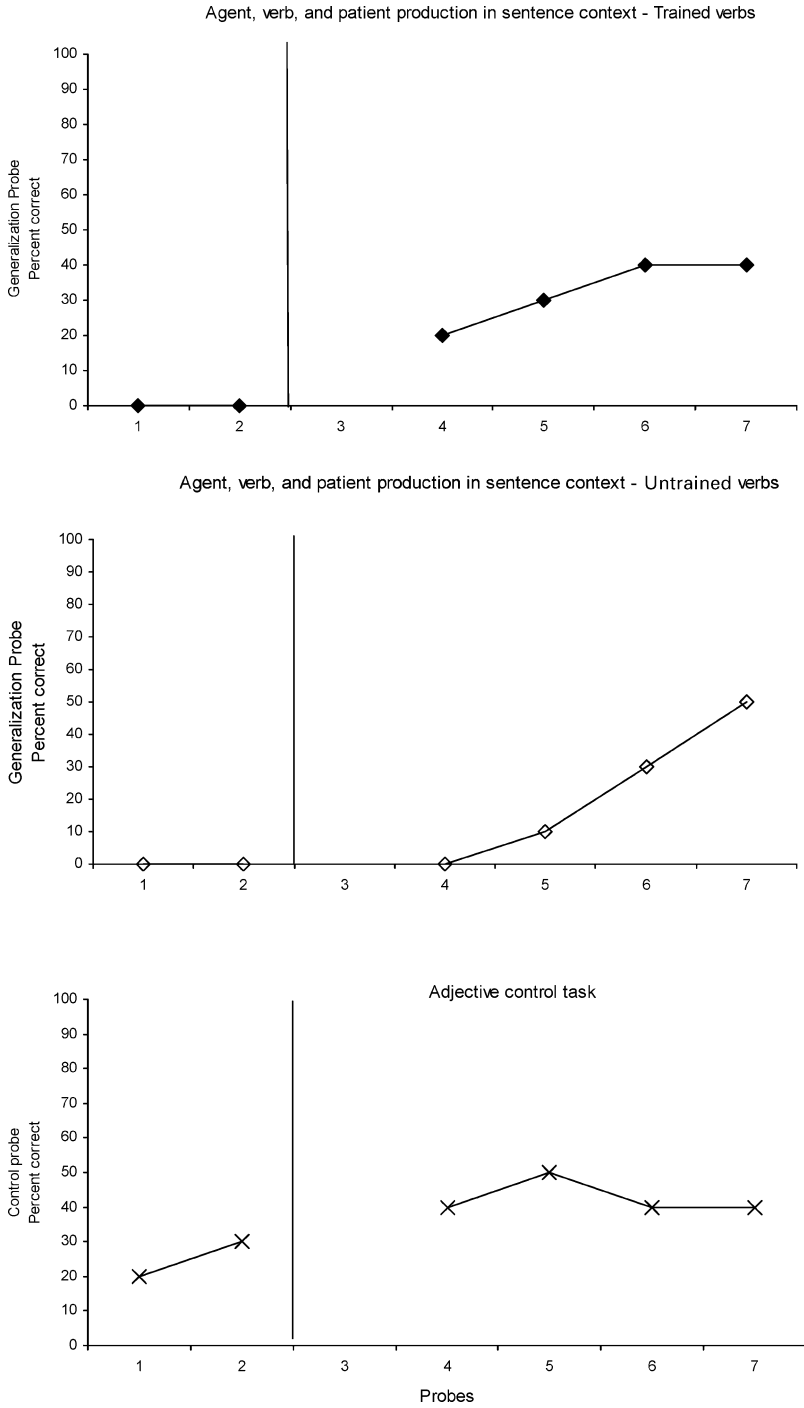 Agent, verb, and patient production in sentence context - Trained verbs
Generalization Probe
Percent correct
100
90
80
70
60
50
40
30
20
10
0
1 2 3 4 5 6 7
Agent, verb, and patient production in sentence context - Untrained verbs
Generalization Probe
Percent correct
100
90
80
70
60
50
40
30
20
10
0
1 2 3 4 5 6 7
Adjective control task
Control probe
Percent correct
100
90
80
70
60
50
40
30
20
10
0
1 2 3 4 5 6 7
Probes